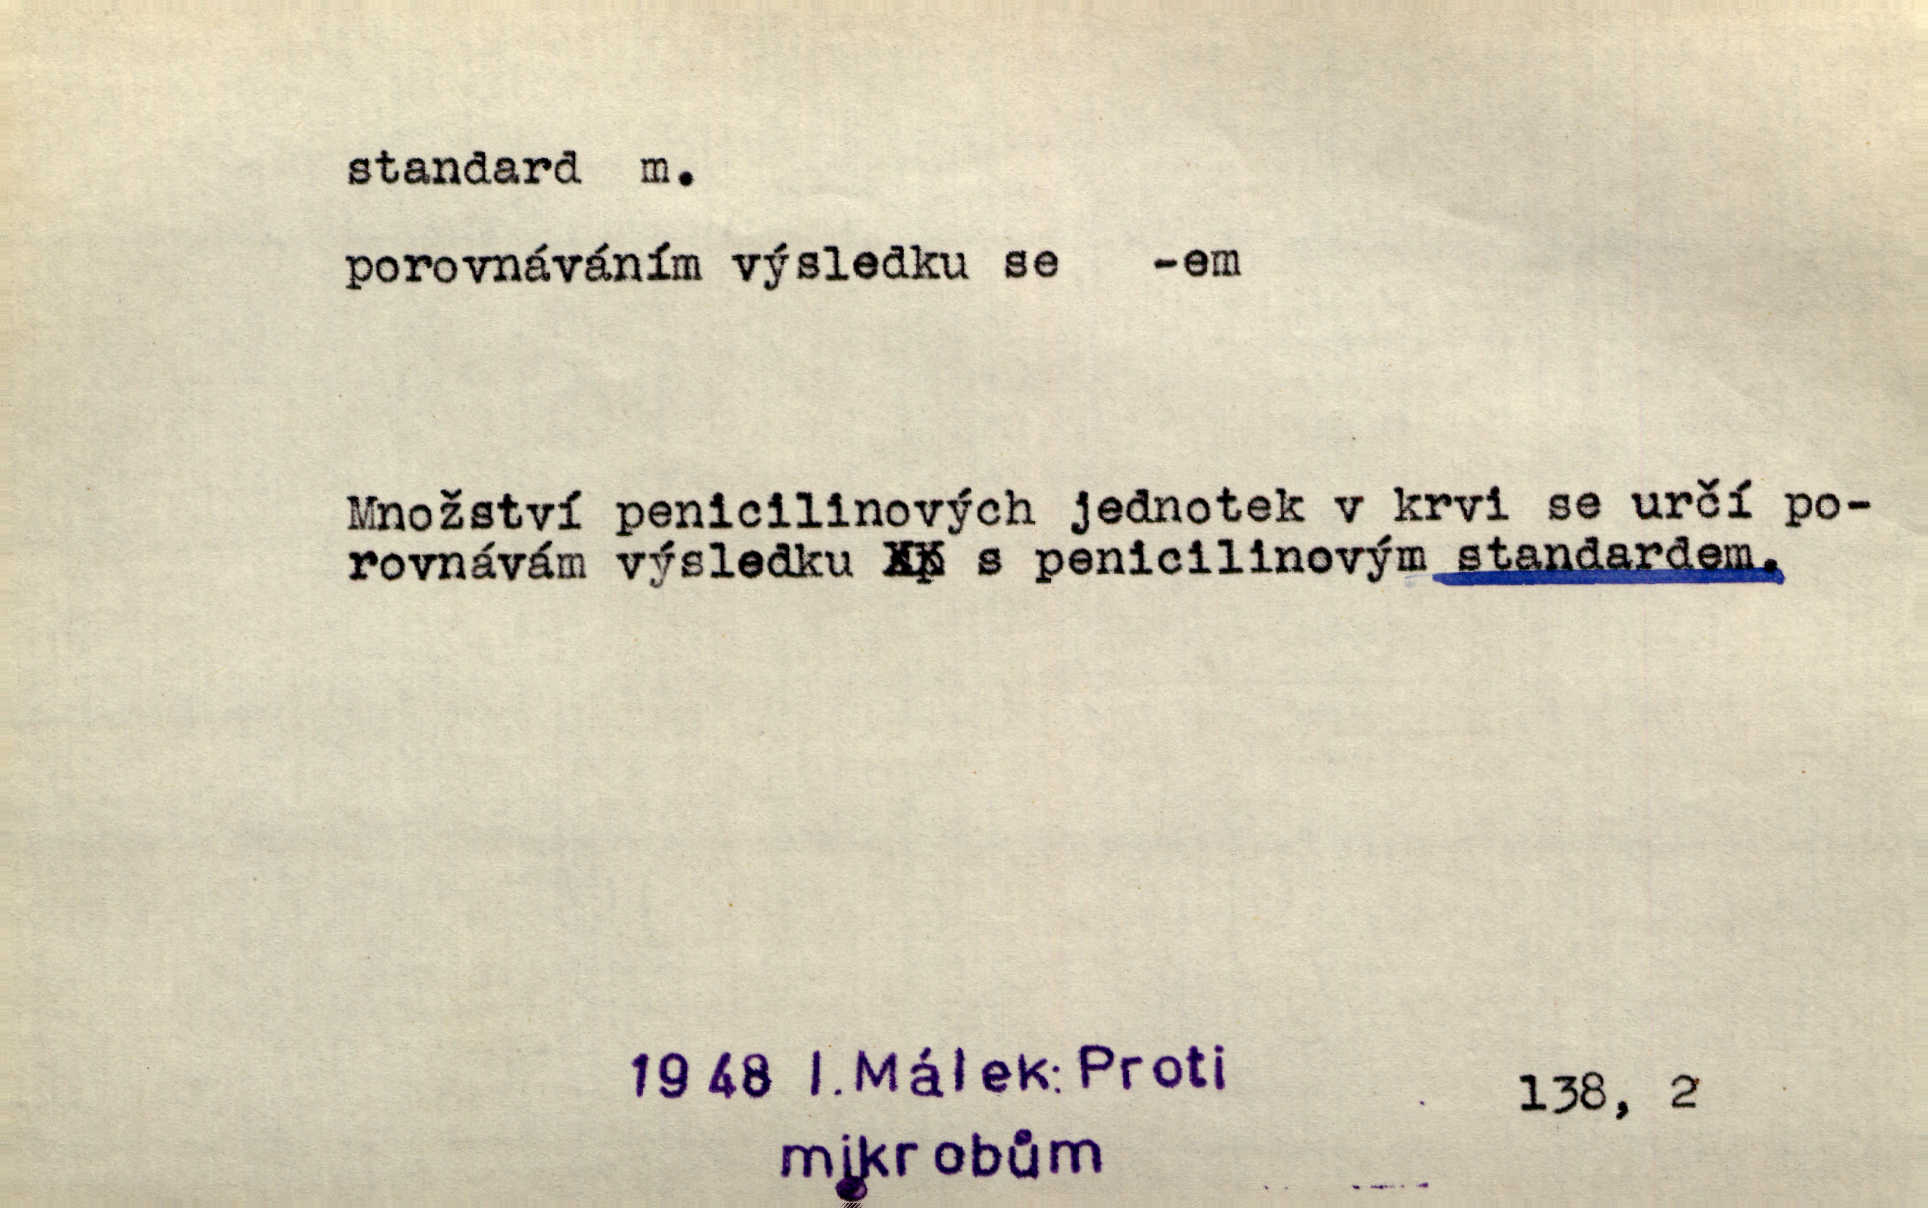 standard m.
porovnáváním výsledku se -em
Množství penicilinových jednotek v krvi se určí po-
rovnávám výsledku s penicilinovým standardem.
1948 I. Málek: Proti
mikrobům
138, 2